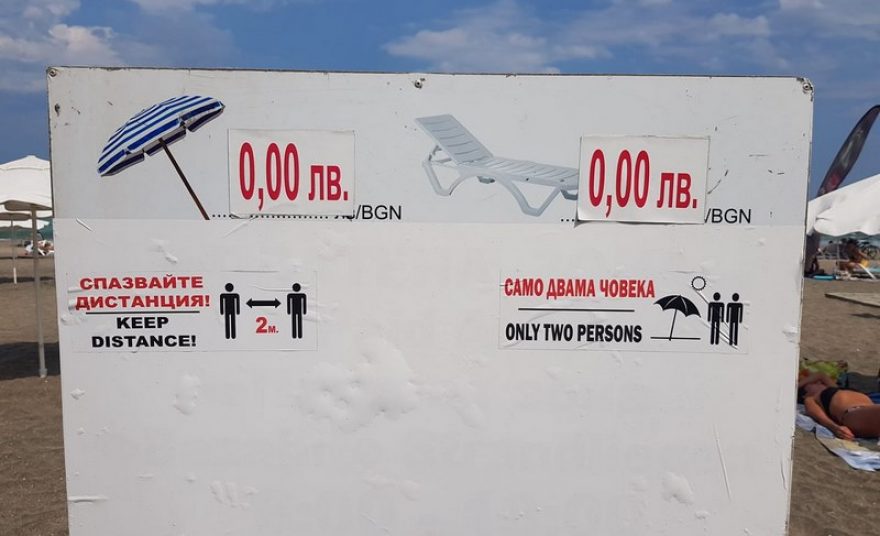 0,00 лв.
/BGN
0,00 лв.
/BGN
СПАЗВАЙТЕ
ДИСТАНЦИЯ!
KEEP
DISTANCE!
2м.
САМО ДВАМА ЧОВЕКА
ONLY TWO PERSONS